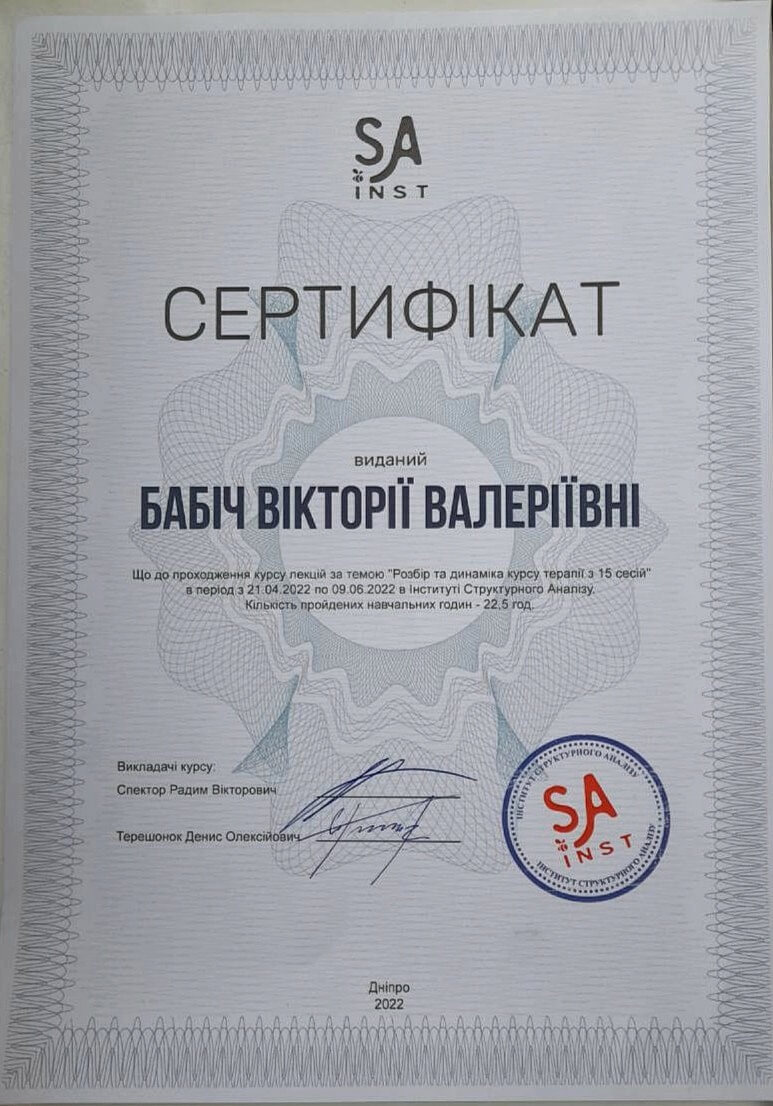 SA
INST
СЕРТИФІКАТ
виданий
БАБІЧ ВІКТОРІЇ ВАЛЕРІЇВНІ
Що до проходження курсу лекцій за темою "Розбір та динаміка курсу терапії з 15 сесій"
в період з 21.04.2022 по 09.06.2022 в Інституті Структурного Аналізу.
Кількість пройдених навчальних годин - 22,5 год.
Викладачі курсу:
Спектор Радим Вікторович
Терешонок Денис Олексійович
ІНСТИТУТ СТРУКТУРНОГО АНАЛІЗУ
SA
INST
ІНСТИТУТ СТРУКТУРНОГО АНАЛІЗУ
Дніпро
2022